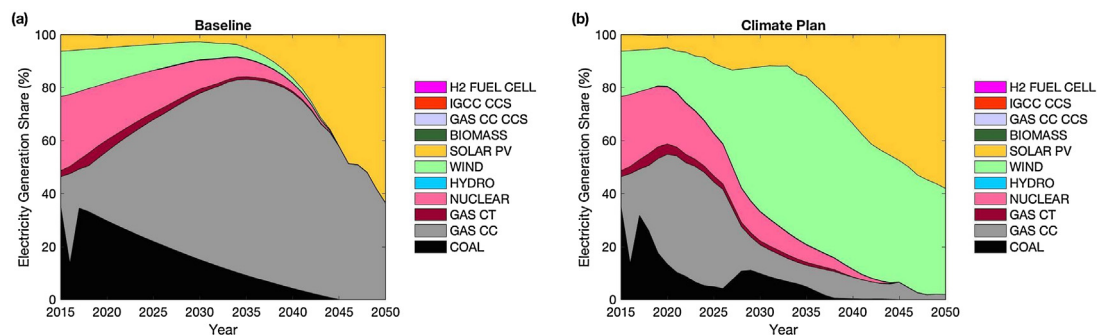 (a)
Baseline
Electricity Generation Share (%)
100
80
60
40
20
0
2015 2020 2025 2030 2035 2040 2045 2050
Year
H2 FUEL CELL
IGCC CCS
GAS CC CCS
BIOMASS
SOLAR PV
WIND
HYDRO
NUCLEAR
GAS CT
GAS CC
COAL
(b)
Climate Plan
Electricity Generation Share (%)
100
80
60
40
20
0
2015 2020 2025 2030 2035 2040 2045 2050
Year
H2 FUEL CELL
IGCC CCS
GAS CC CCS
BIOMASS
SOLAR PV
WIND
HYDRO
NUCLEAR
GAS CT
GAS CC
COAL